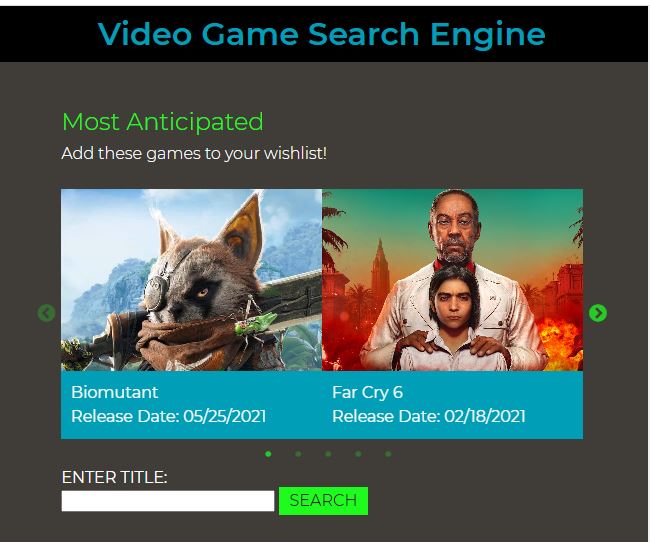 Video Game Search Engine
Most Anticipated
Add these games to your wishlist!
Biomutant
Release Date: 05/25/2021
Far Cry 6
Release Date: 02/18/2021
ENTER TITLE:
SEARCH